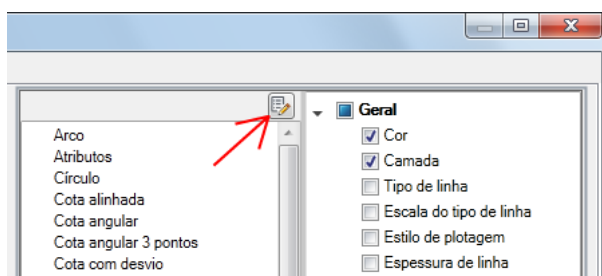 Arco
Atributos
Círculo
Cota alinhada
Cota angular
Cota angular 3 pontos
Cota com desvio
Geral
Cor
Camada
Tipo de linha
Escala do tipo de linha
Estilo de plotagem
Espessura de linha